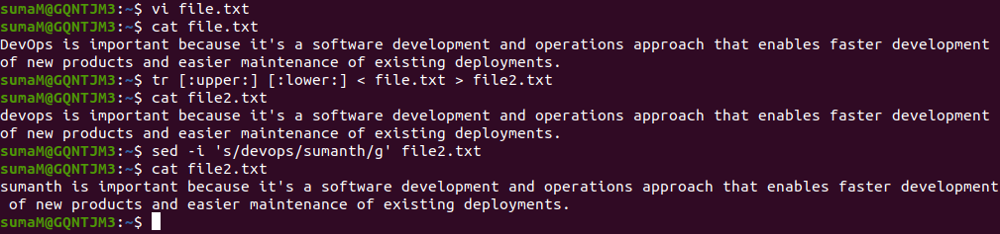 sumaM@GQNTJM3:~$ vi file.txt
sumaM@GQNTJM3:~$ cat file.txt
DevOps is important because it's a software development and operations approach that enables faster development
of new products and easier maintenance of existing deployments.
sumaM@GQNTJM3:~$ tr [:upper:] [:lower:] < file.txt > file2.txt
sumaM@GQNTJM3:~$ cat file2.txt
devops is important because it's a software development and operations approach that enables faster development
of new products and easier maintenance of existing deployments.
sumaM@GQNTJM3:~$ sed -i 's/devops/sumanth/g' file2.txt
sumaM@GQNTJM3:~$ cat file2.txt
sumanth is important because it's a software development and operations approach that enables faster development
 of new products and easier maintenance of existing deployments.
sumaM@GQNTJM3:~$